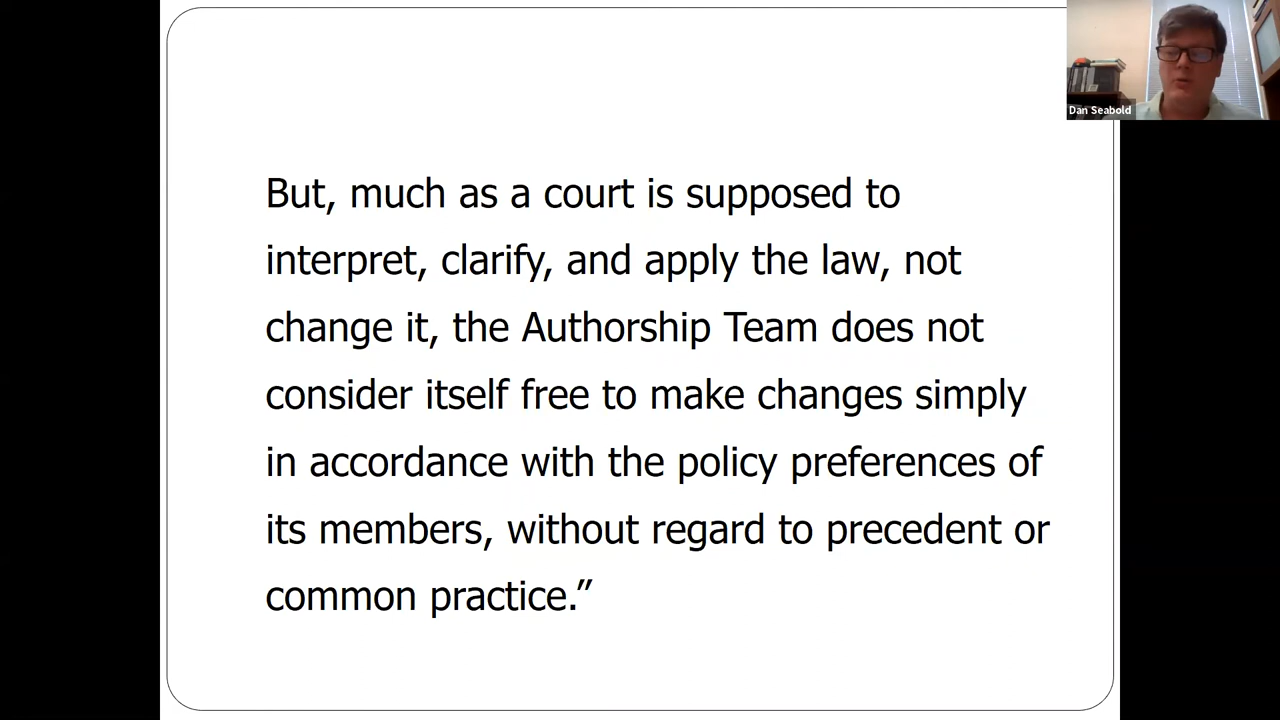 Dan Seabold
But, much as a court is supposed to
interpret, clarify, and apply the law, not
change it, the Authorship Team does not
consider itself free to make changes simply
in accordance with the policy preferences of
its members, without regard to precedent or
common practice.”